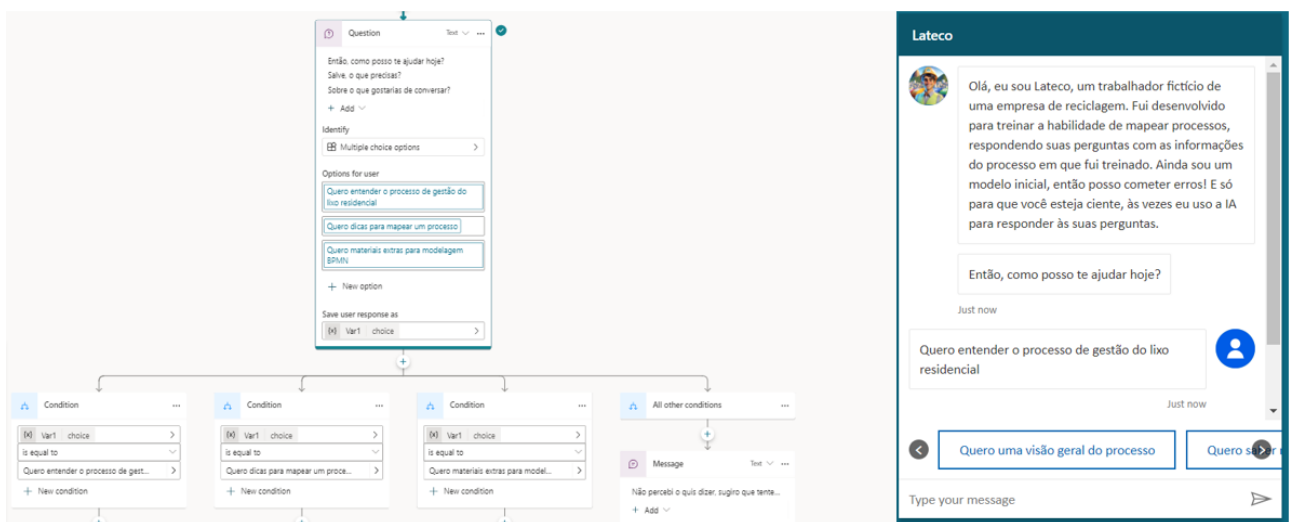 Question
Text
Então, como posso te ajudar hoje?
Salve, o que precisas?
Sobre o que gostarias de conversar?
+ Add
Identify
Multiple choice options
Options for user
Quero entender o processo de gestão do
lixo residencial
Quero dicas para mapear um processo
Quero materiais extras para modelagem
BPMN
+ New option
Save user response as
{x} Var1 choice
Condition
{x} Var1 choice
is equal to
Quero entender o processo de gest...
+ New condition
Condition
{x} Var1 choice
is equal to
Quero dicas para mapear um proce...
+ New condition
Condition
{x} Var1 choice
is equal to
Quero materiais extras para model...
+ New condition
All other conditions
Message
Text
Não percebi o quis dizer, sugiro que tente...
+ Add
Lateco
Olá, eu sou Lateco, um trabalhador fictício de
uma empresa de reciclagem. Fui desenvolvido
para treinar a habilidade de mapear processos,
respondendo suas perguntas com as informações
do processo em que fui treinado. Ainda sou um
modelo inicial, então posso cometer erros! E só
para que você esteja ciente, às vezes eu uso a IA
para responder às suas perguntas.
Então, como posso te ajudar hoje?
Just now
Quero entender o processo de gestão do lixo
residencial
Just now
Quero uma visão geral do processo
Quero
Type your message